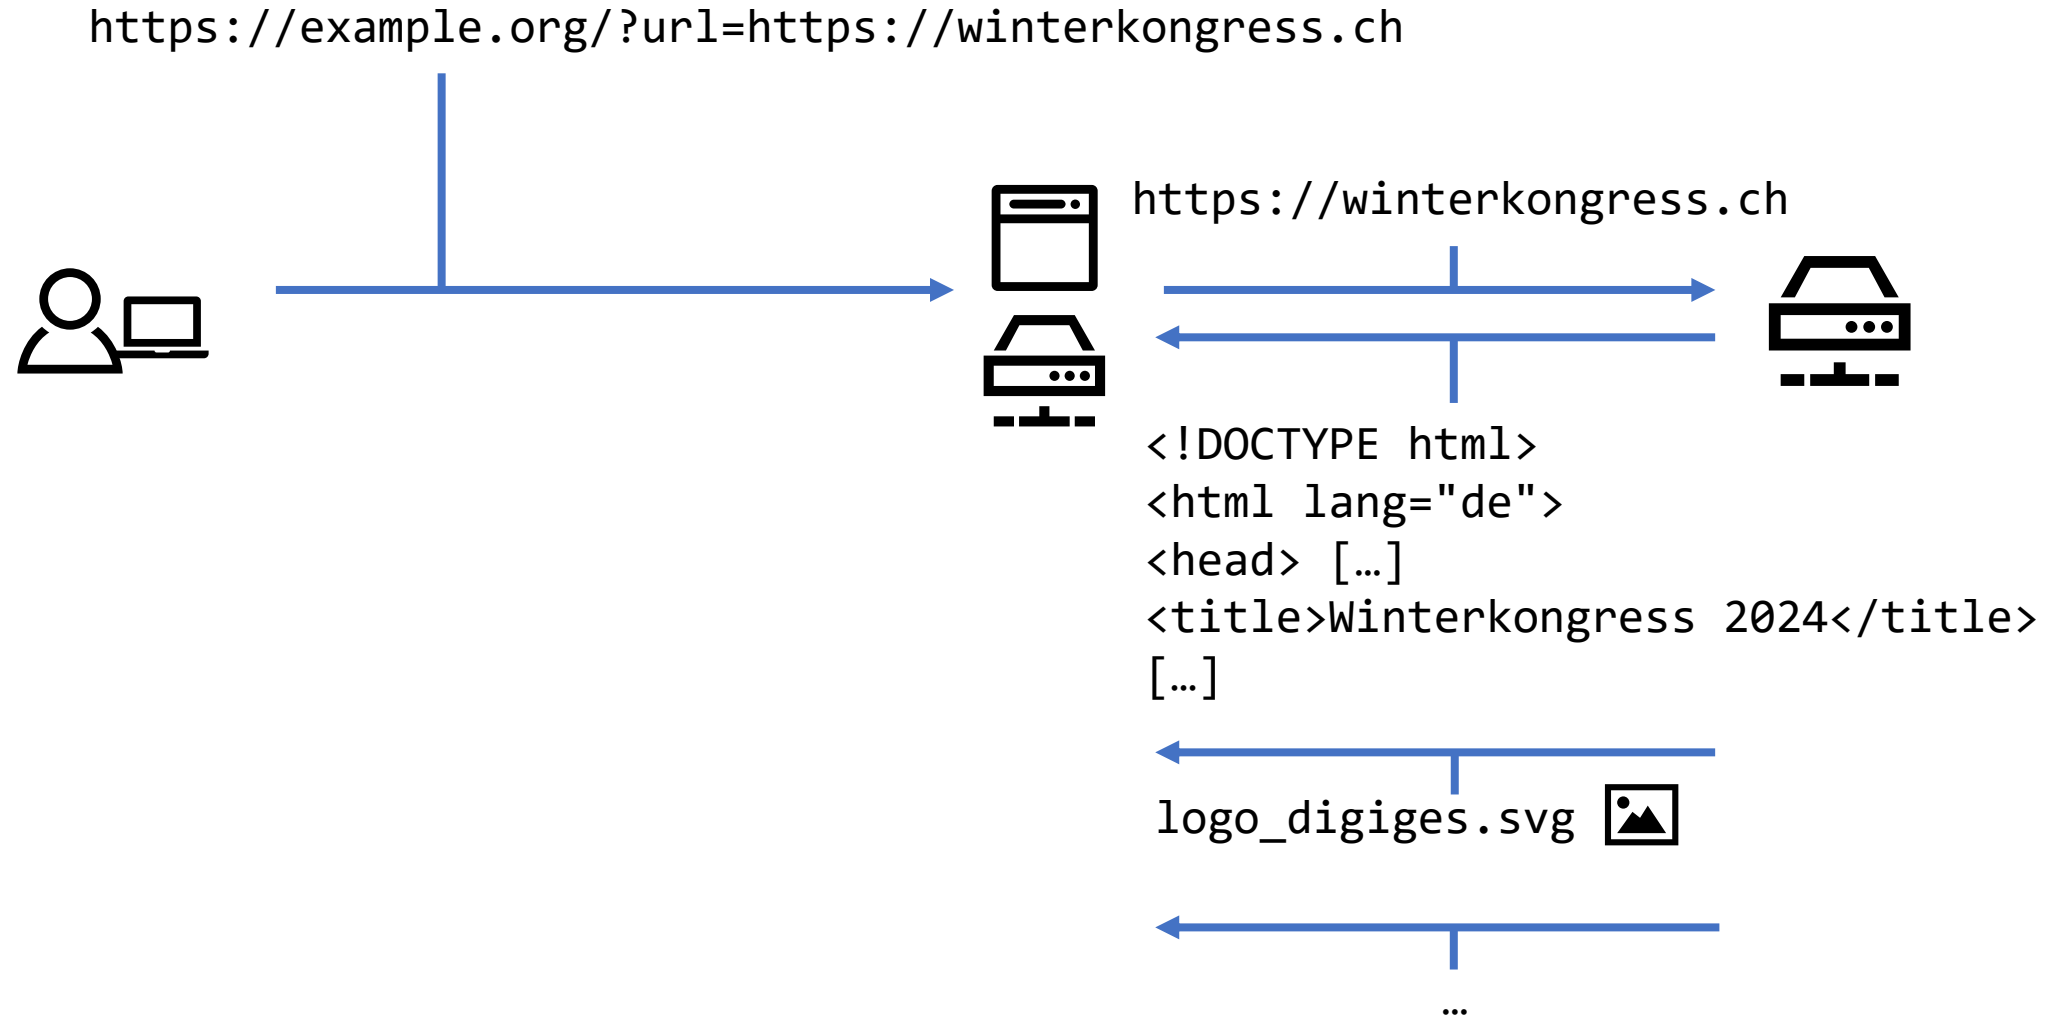 https://example.org/?url=https://winterkongress.ch
https://winterkongress.ch
<!DOCTYPE html>
<html lang="de">
<head> […]
<title>Winterkongress 2024</title>
[…]
logo_digiges.svg
…